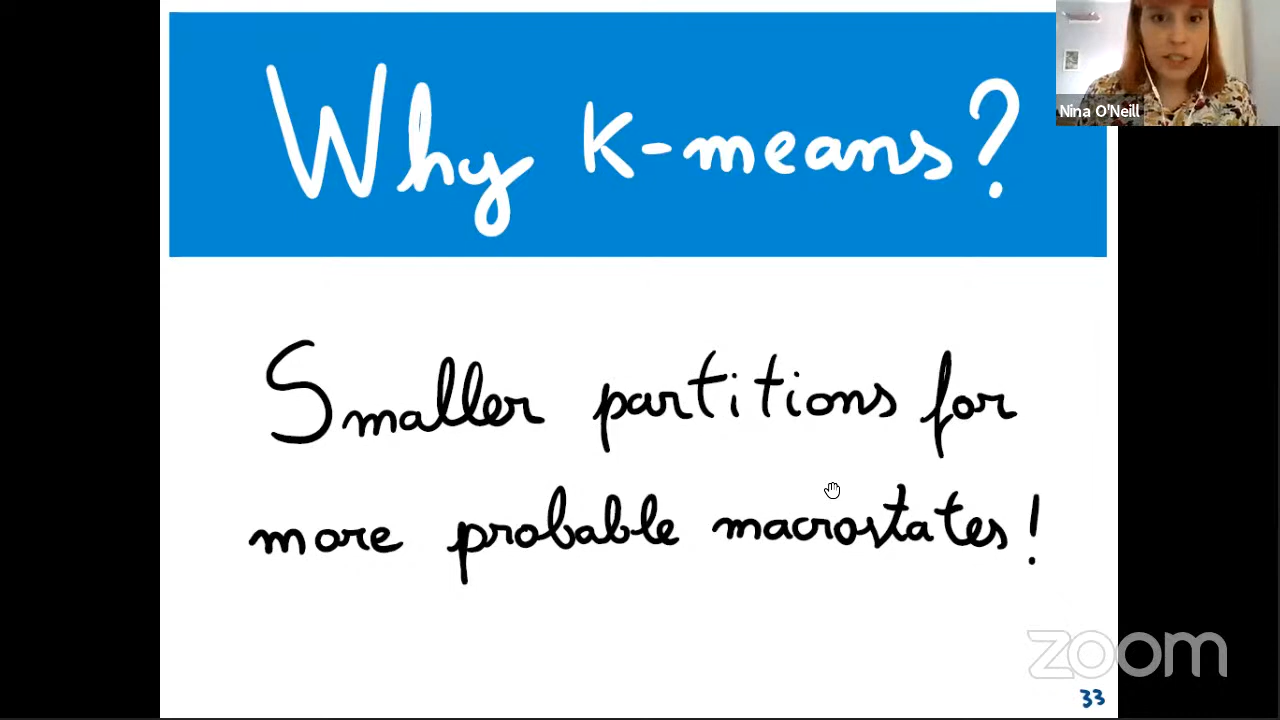 Why k-means?
Nina O'Neill
Smaller partitions for
more probable macrostates!
zoom
33